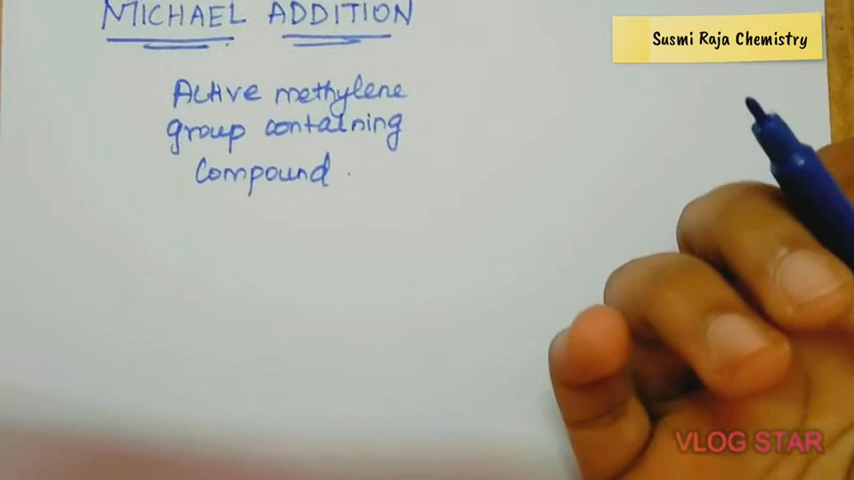 MICHAEL ADDITION
Susmi Raja Chemistry
Active methylene
group containing
Compound.
VLOG STAR